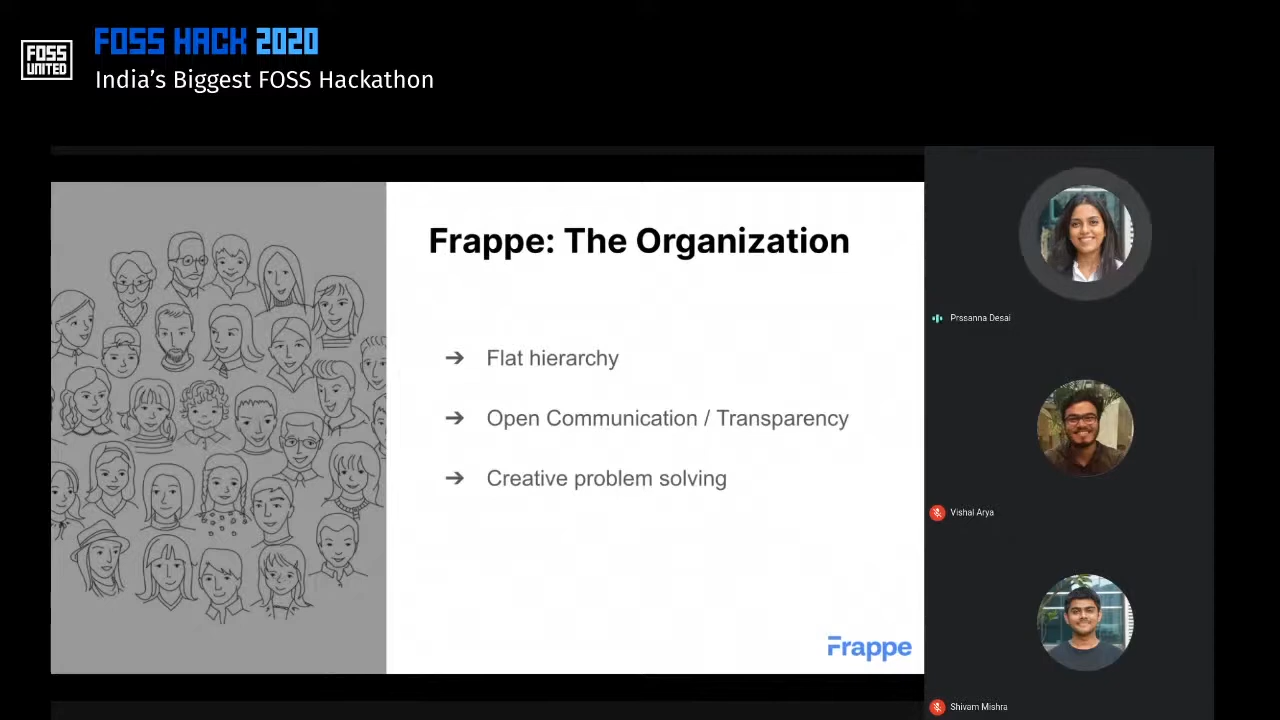 FOSS UNITED
FOSS HACK 2020
India's Biggest FOSS Hackathon
Frappe: The Organization
➔ Flat hierarchy
➔ Open Communication / Transparency
➔ Creative problem solving
Frappe
Prssanna Desai
Vishal Arya
Shivam Mishra